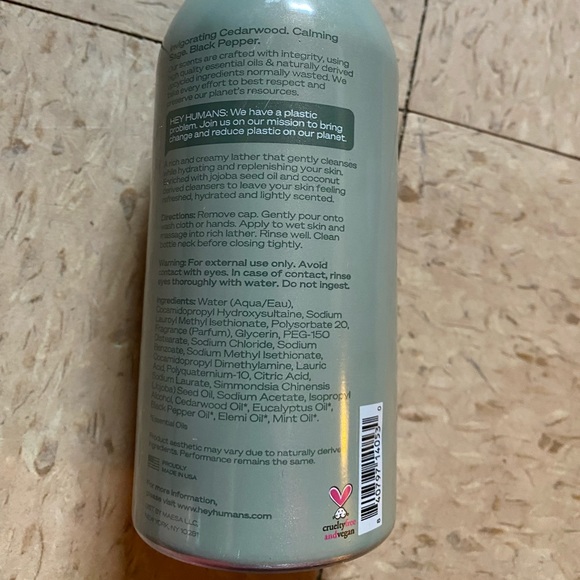 Invigorating Cedarwood. Calming
Sage. Black Pepper.
Our scents are crafted with integrity, using
high quality essential oils & naturally derived
upcycled ingredients normally wasted. We
make every effort to best respect and
preserve our planet's resources.
HEY HUMANS: We have a plastic
problem. Join us on our mission to bring
change and reduce plastic on our planet.
A rich and creamy lather that gently cleanses
while hydrating and replenishing your skin.
Enriched with jojoba seed oil and coconut
derived cleansers to leave your skin feeling
refreshed, hydrated and lightly scented.
Directions: Remove cap. Gently pour onto
wash cloth or hands. Apply to wet skin and
massage into rich lather. Rinse well. Clean
bottle neck before closing tightly.
Warning: For external use only. Avoid
contact with eyes. In case of contact, rinse
eyes thoroughly with water. Do not ingest.
Ingredients: Water (Aqua/Eau),
Cocamidopropyl Hydroxysultaine, Sodium
Lauroyl Methyl Isethionate, Polysorbate 20,
Fragrance (Parfum), Glycerin, PEG-150
Distearate, Sodium Chloride, Sodium
Benzoate, Sodium Methyl Isethionate,
Cocamidopropyl Dimethylamine, Lauric
Acid, Polyquaternium-10, Citric Acid,
Sodium Laurate, Simmondsia Chinensis
(Jojoba) Seed Oil, Sodium Acetate, Isopropyl
Alcohol, Cedarwood Oil*, Eucalyptus Oil*,
Black Pepper Oil*, Elemi Oil*, Mint Oil*.
*Essential Oils
Product aesthetic may vary due to naturally derived
ingredients. Performance remains the same.
PROUDLY
MADE IN USA
For more information,
please visit www.heyhumans.com
DIST. BY MAESA LLC,
NEW YORK, NY 10281
crueltyfree
andvegan